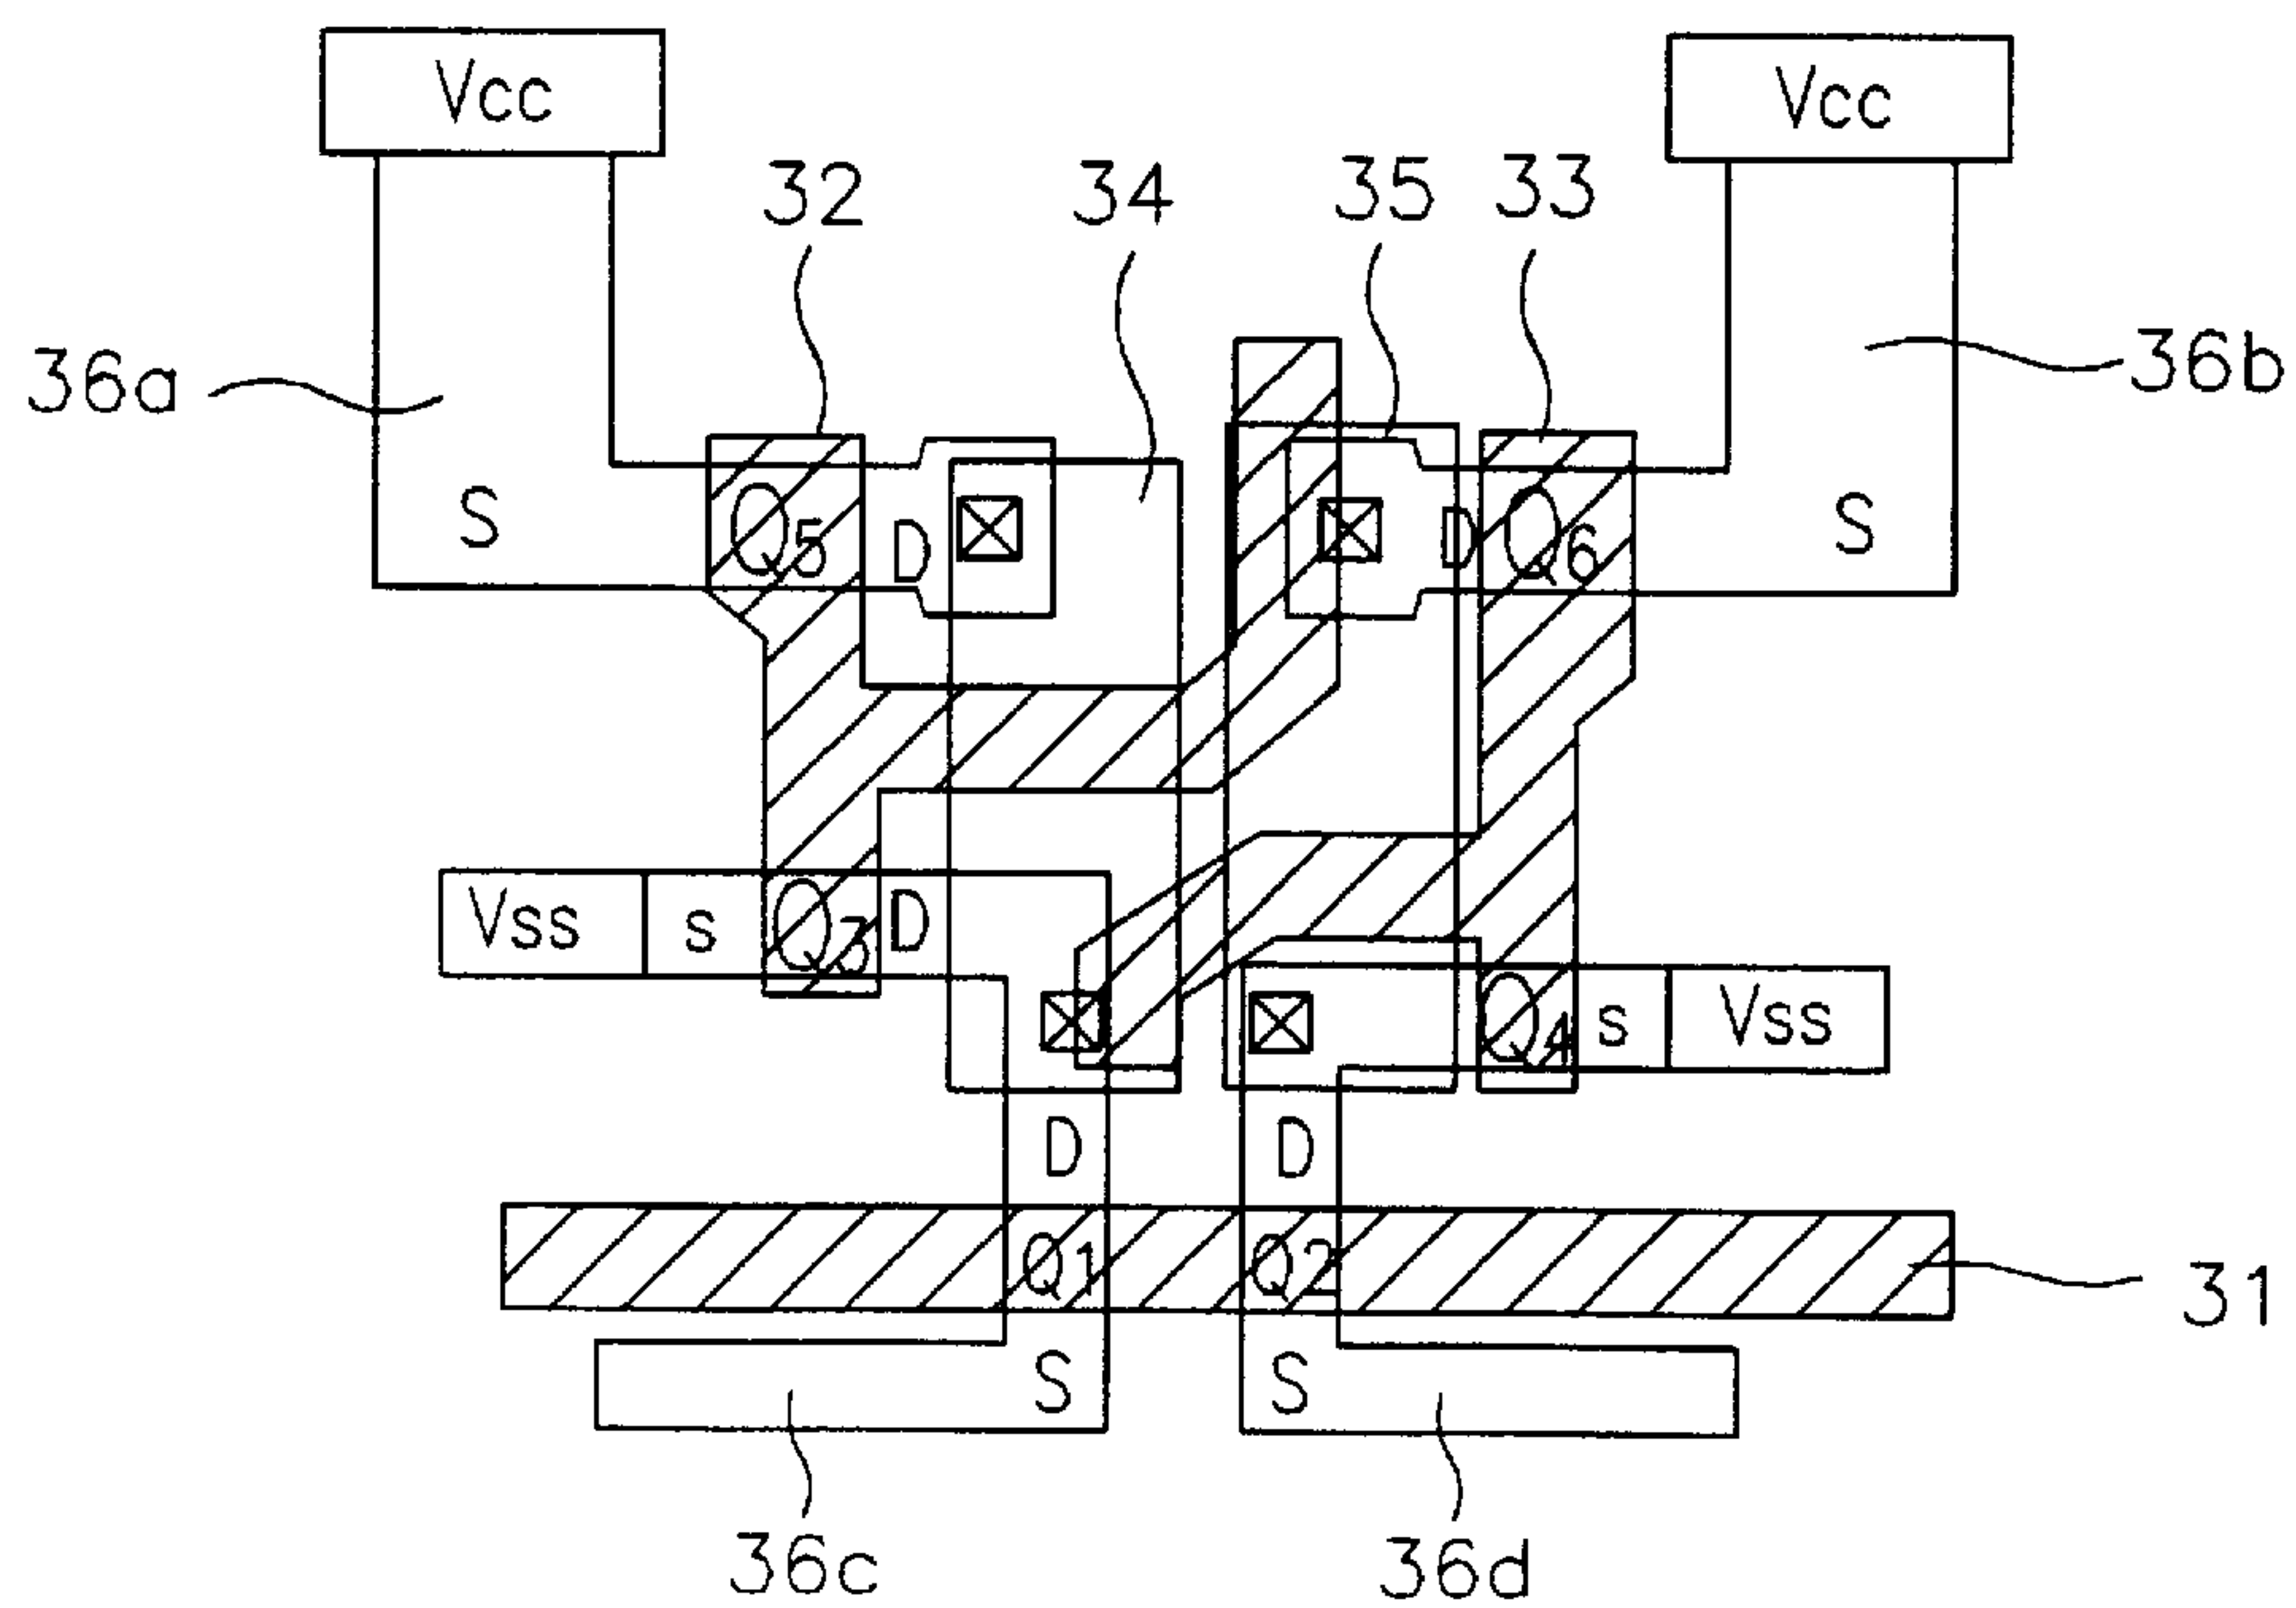 Vcc Vcc
32 34 35 33
36a 36b
S Q5 D D Q6 S
Vss s Q3 D
Q4 s Vss
D D
Q1 Q2
31
S S
36c 36d